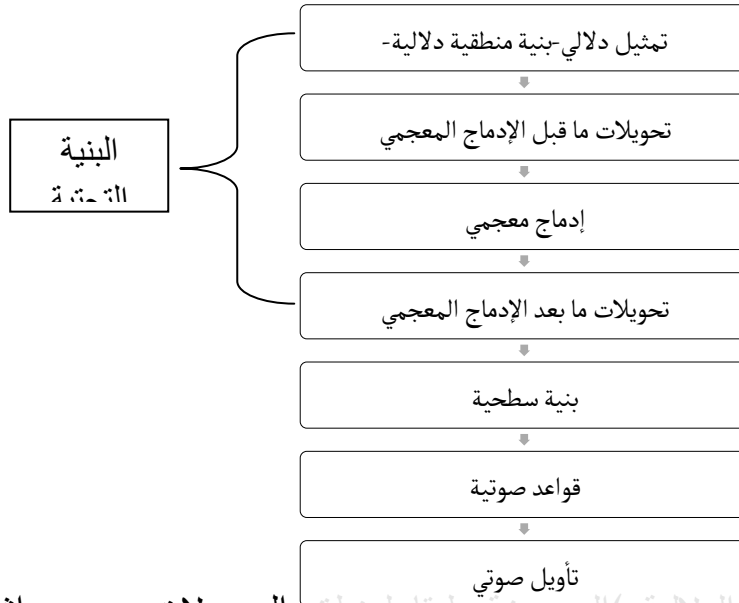 تمثيل دلالي-بنية منطقية دلالية-
تحويلات ما قبل الإدماج المعجمي
البنية
إدماج معجمي
تحويلات ما بعد الإدماج المعجمي
بنية سطحية
قواعد صوتية
تأويل صوتي